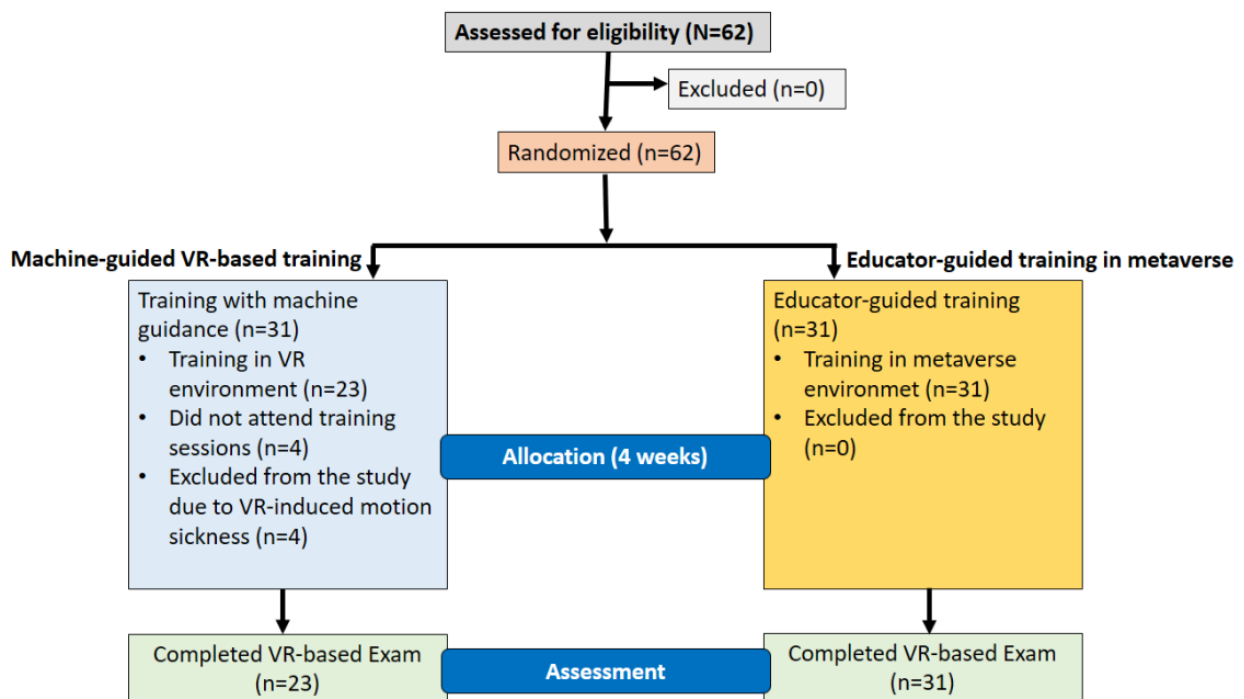 Assessed for eligibility (N=62)
Excluded (n=0)
Randomized (n=62)
Machine-guided VR-based training
Educator-guided training in metaverse
Training with machine
guidance (n=31)
• Training in VR
environment (n=23)
• Did not attend training
sessions (n=4)
• Excluded from the study
due to VR-induced motion
sickness (n=4)
Allocation (4 weeks)
Educator-guided training
(n=31)
• Training in metaverse
environmet (n=31)
• Excluded from the study
(n=0)
Completed VR-based Exam
(n=23)
Assessment
Completed VR-based Exam
(n=31)